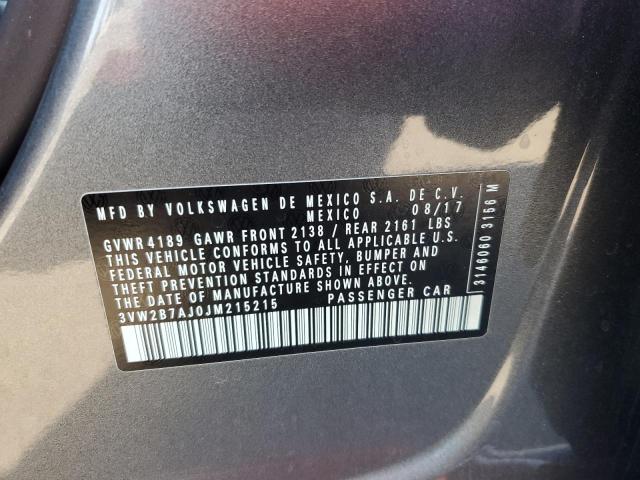 MFD BY VOLKSWAGEN DE MEXICO S.A. DE C.V.
MEXICO 08/17
GVWR4189 GAWR FRONT 2138 / REAR 2161 LBS
THIS VEHICLE CONFORMS TO ALL APPLICABLE U.S.
FEDERAL MOTOR VEHICLE SAFETY, BUMPER AND
THEFT PREVENTION STANDARDS IN EFFECT ON
THE DATE OF MANUFACTURE SHOWN ABOVE.
3VW2B7AJ0JM215215 PASSENGER CAR
3146060 3156 M